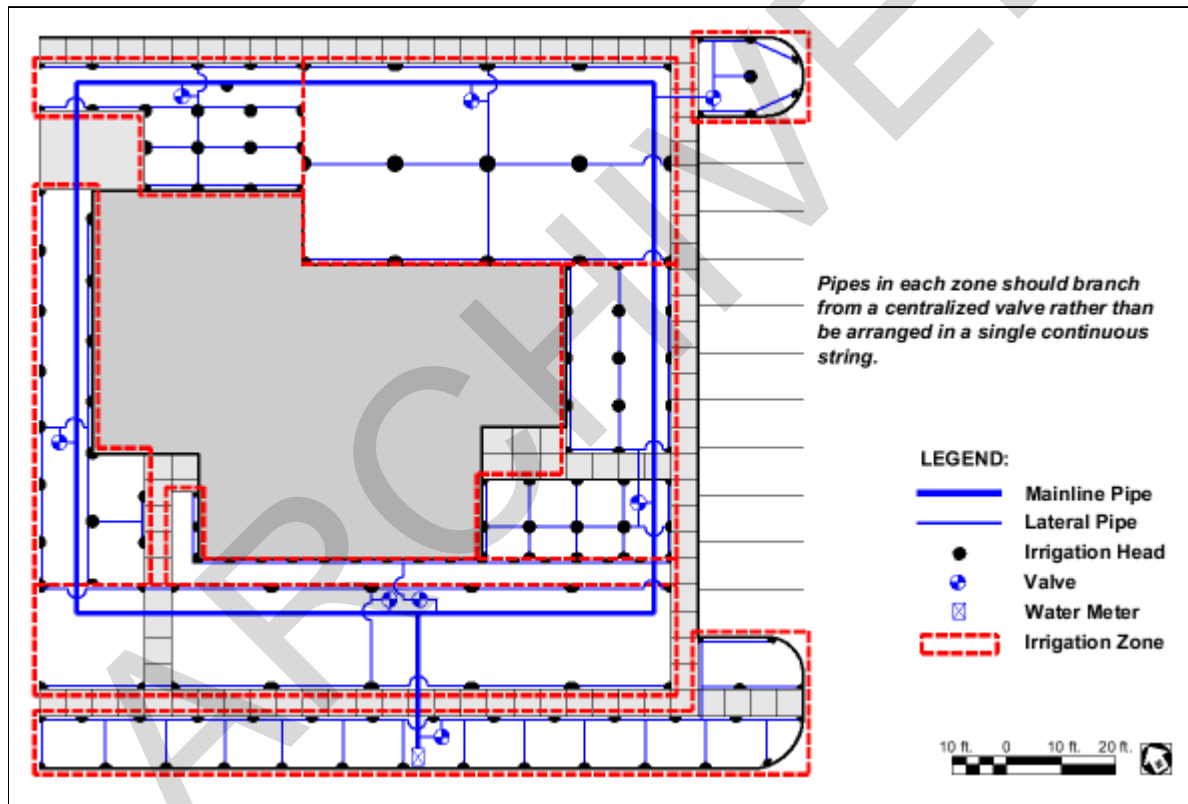 Pipes in each zone should branch
from a centralized valve rather than
be arranged in a single continuous
string.
LEGEND:
Mainline Pipe
Lateral Pipe
Irrigation Head
Valve
Water Meter
Irrigation Zone
10 ft. 0 10 ft. 20 ft.
ARCHIVE